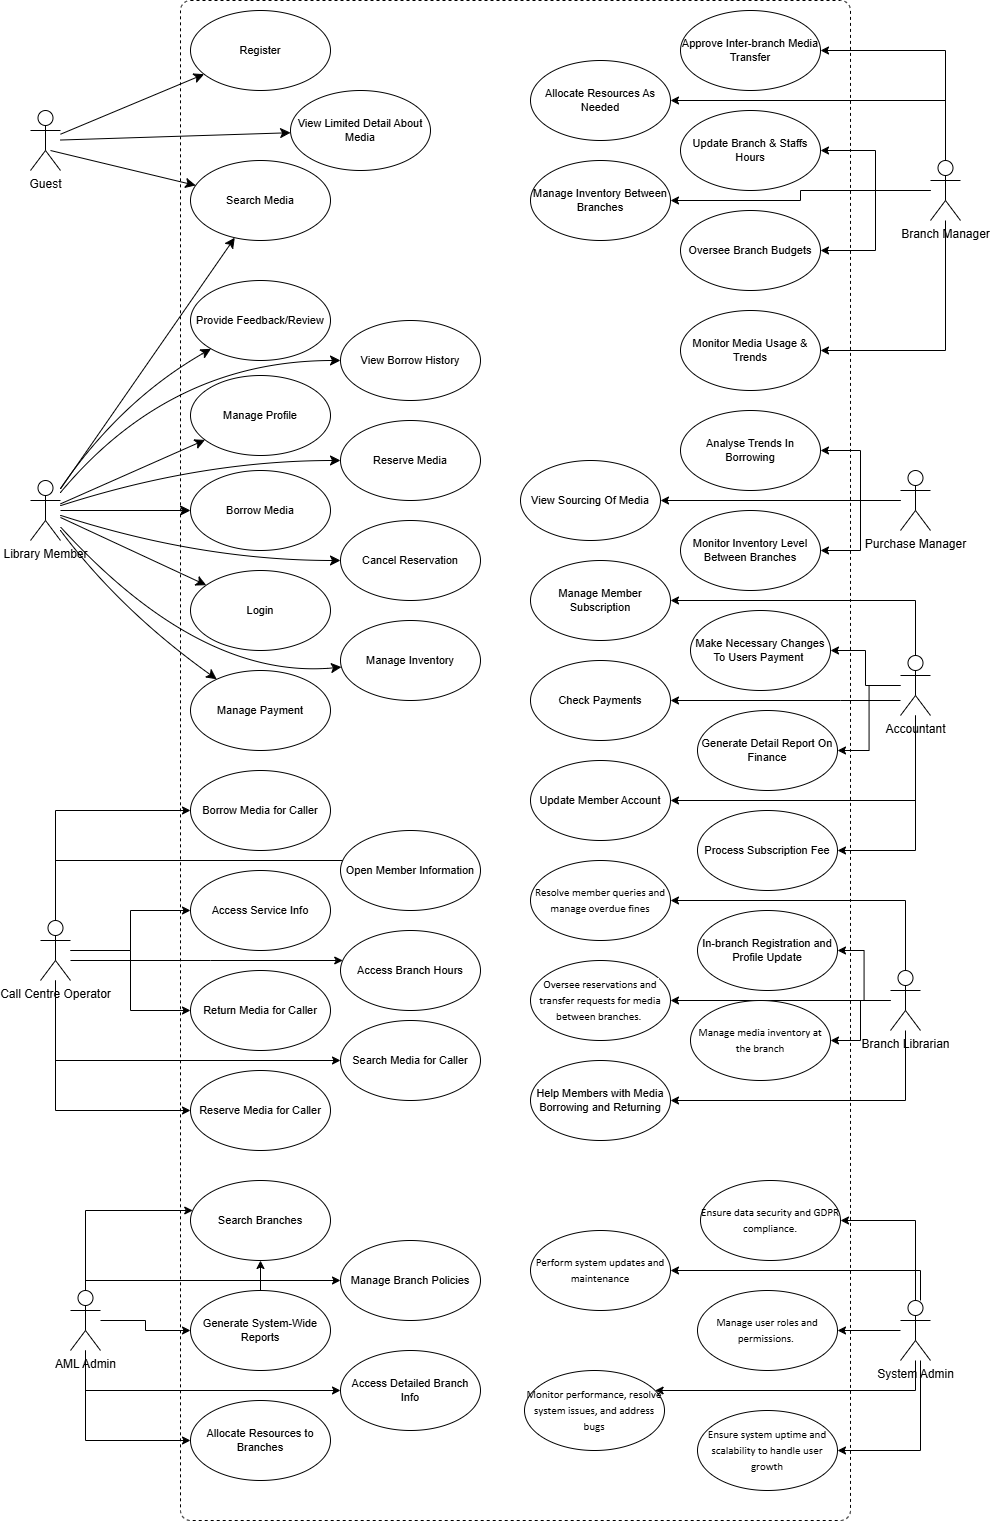 Register
View Limited Detail About
Media
Guest
Search Media
Provide Feedback/Review
View Borrow History
Manage Profile
Reserve Media
Borrow Media
Library Member
Cancel Reservation
Login
Manage Inventory
Manage Payment
Borrow Media for Caller
Open Member Information
Access Service Info
Access Branch Hours
Call Centre Operator
Return Media for Caller
Search Media for Caller
Reserve Media for Caller
Search Branches
Manage Branch Policies
Generate System-Wide
Reports
AML Admin
Access Detailed Branch
Info
Allocate Resources to
Branches
Approve Inter-branch Media
Transfer
Allocate Resources As
Needed
Update Branch & Staffs
Hours
Manage Inventory Between
Branches
Branch Manager
Oversee Branch Budgets
Monitor Media Usage &
Trends
Analyse Trends In
Borrowing
View Sourcing Of Media
Purchase Manager
Monitor Inventory Level
Between Branches
Manage Member
Subscription
Make Necessary Changes
To Users Payment
Check Payments
Accountant
Generate Detail Report On
Finance
Update Member Account
Process Subscription Fee
Resolve member queries and
manage overdue fines
In-branch Registration and
Profile Update
Oversee reservations and
transfer requests for media
between branches.
Manage media inventory at
the branch
Branch Librarian
Help Members with Media
Borrowing and Returning
Ensure data security and GDPR
compliance.
Perform system updates and
maintenance
Manage user roles and
permissions.
System Admin
Monitor performance, resolve
system issues, and address
bugs
Ensure system uptime and
scalability to handle user
growth